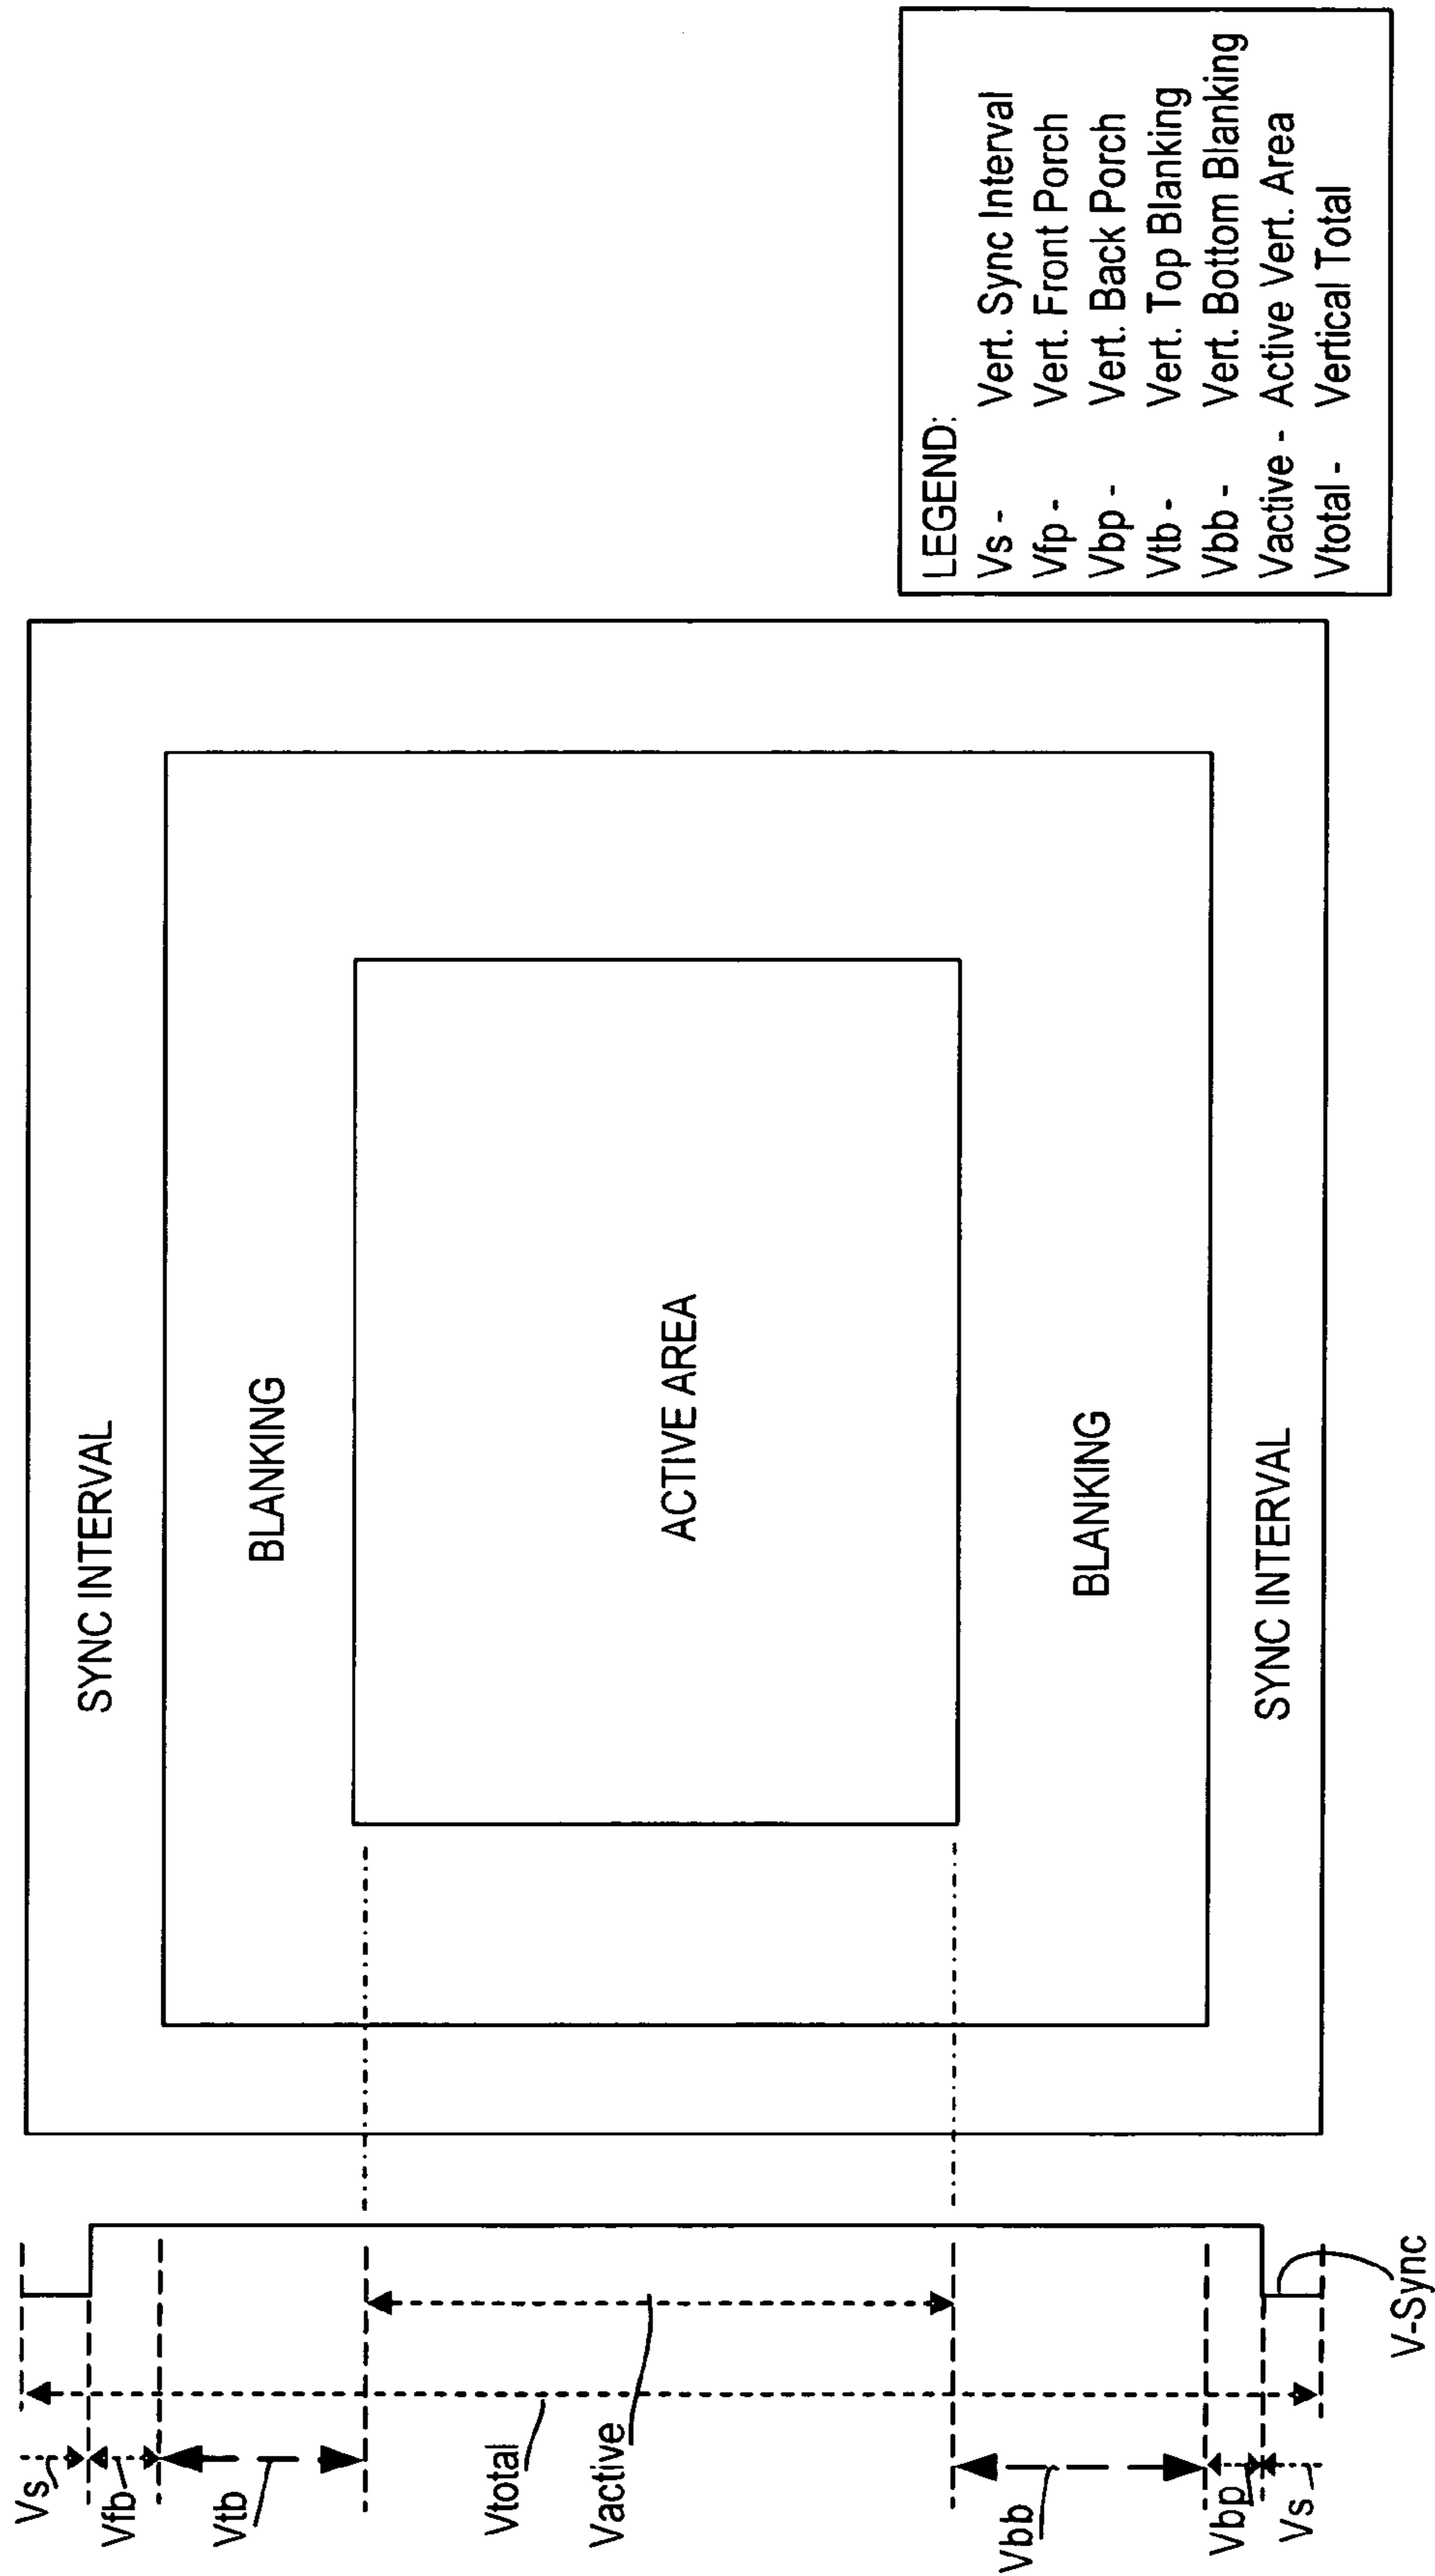 Vs
Vfb
Vtb
Vtotal
Vactive
Vbb
Vbp
Vs
V-Sync
SYNC INTERVAL
BLANKING
ACTIVE AREA
BLANKING
SYNC INTERVAL
LEGEND:
Vs - Vert. Sync Interval
Vfp - Vert. Front Porch
Vbp - Vert. Back Porch
Vtb - Vert. Top Blanking
Vbb - Vert. Bottom Blanking
Vactive - Active Vert. Area
Vtotal - Vertical Total